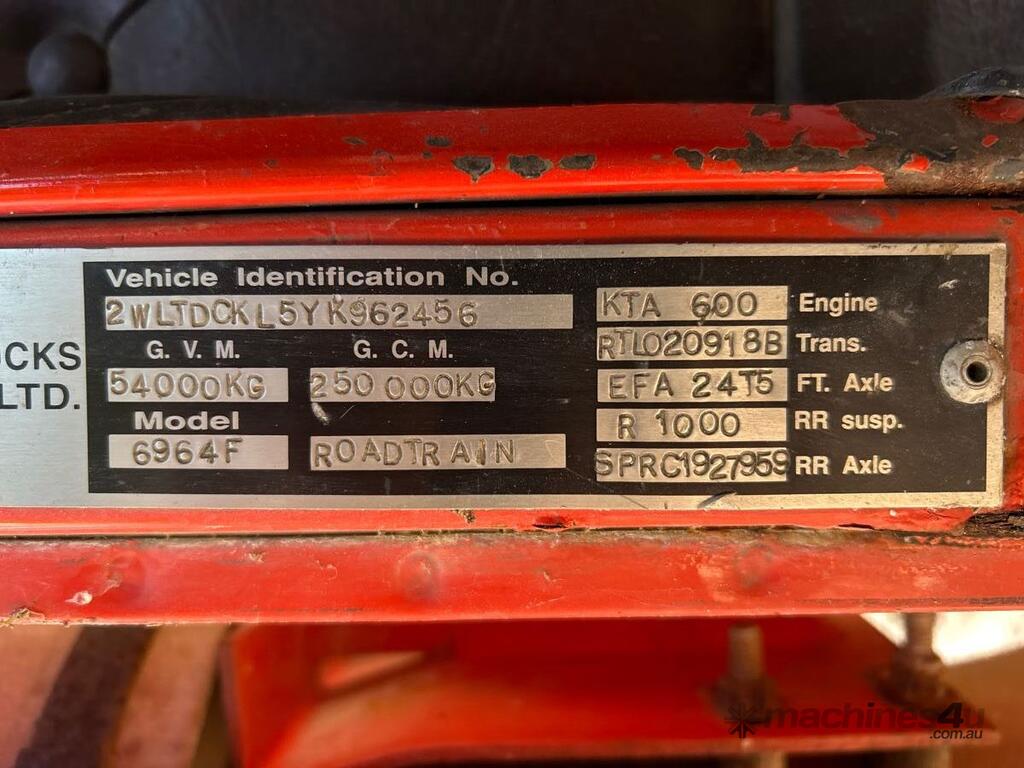 OCKS
LTD.
Vehicle Identification No.
2WLTDCKL5YK962456
G. V. M. G. C. M.
54000KG 250 000KG
Model
6964F ROADTRAIN
KTA 600 Engine
RTLO20918B Trans.
EFA 24T5 FT. Axle
R 1000 RR susp.
SPRC1927959 RR Axle
machines4u
.com.au